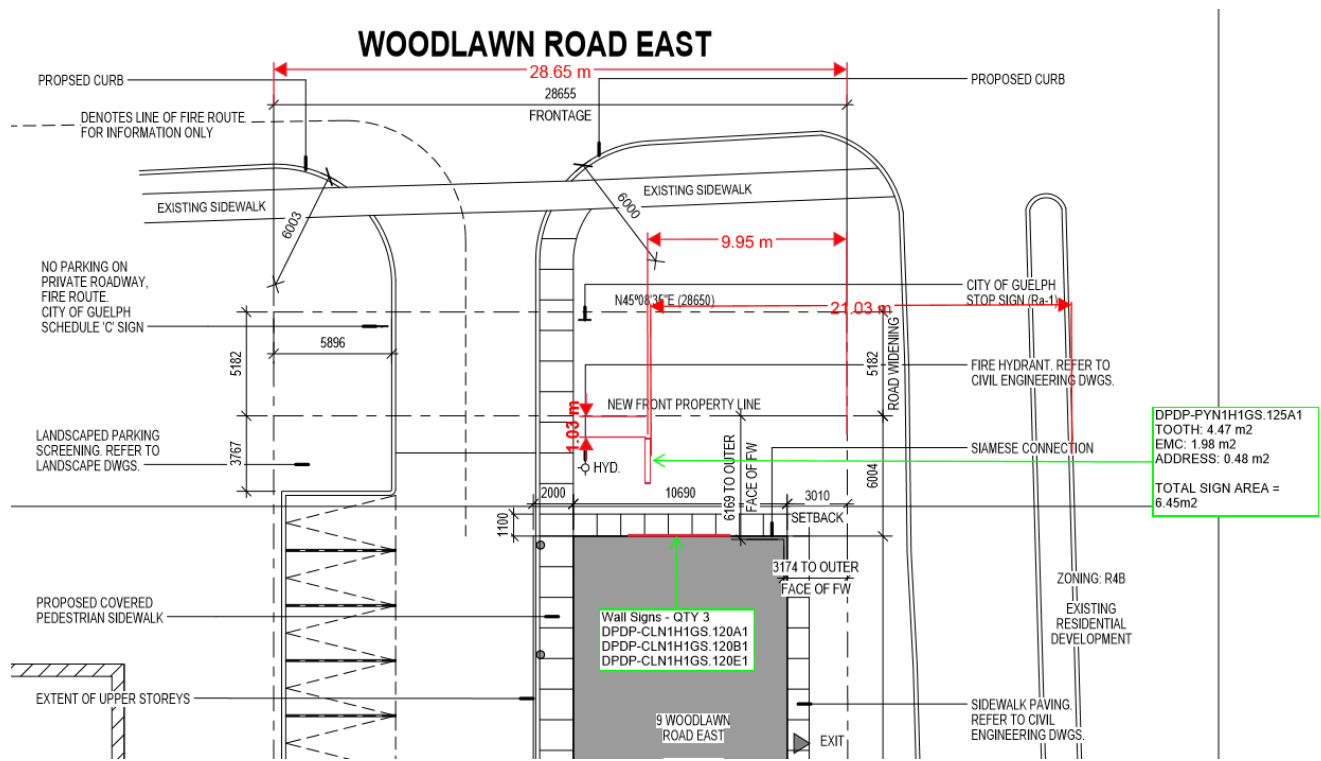 WOODLAWN ROAD EAST
28.65 m
PROPSED CURB
PROPOSED CURB
28655
FRONTAGE
DENOTES LINE OF FIRE ROUTE
FOR INFORMATION ONLY
EXISTING SIDEWALK
EXISTING SIDEWALK
6003
6000
9.95 m
NO PARKING ON
PRIVATE ROADWAY,
FIRE ROUTE.
CITY OF GUELPH
SCHEDULE 'C' SIGN
N45°08'35"E (28650)
CITY OF GUELPH
STOP SIGN (Ra-1)
21.03 m
5896
5182
ROAD WIDENING
5182
FIRE HYDRANT. REFER TO
CIVIL ENGINEERING DWGS.
NEW FRONT PROPERTY LINE
1.03 m
DPDP-PYN1H1GS.125A1
TOOTH: 4.47 m2
EMC: 1.98 m2
ADDRESS: 0.48 m2
TOTAL SIGN AREA =
6.45m2
LANDSCAPED PARKING
SCREENING. REFER TO
LANDSCAPE DWGS.
3767
SIAMESE CONNECTION
HYD.
6169 TO OUTER
FACE OF FW
6004
2000
10690
3010
SETBACK
1100
3174 TO OUTER
FACE OF FW
ZONING: R4B
EXISTING
RESIDENTIAL
DEVELOPMENT
PROPOSED COVERED
PEDESTRIAN SIDEWALK
Wall Signs - QTY 3
DPDP-CLN1H1GS.120A1
DPDP-CLN1H1GS.120B1
DPDP-CLN1H1GS.120E1
EXTENT OF UPPER STOREYS
SIDEWALK PAVING.
REFER TO CIVIL
ENGINEERING DWGS.
9 WOODLAWN
ROAD EAST
EXIT